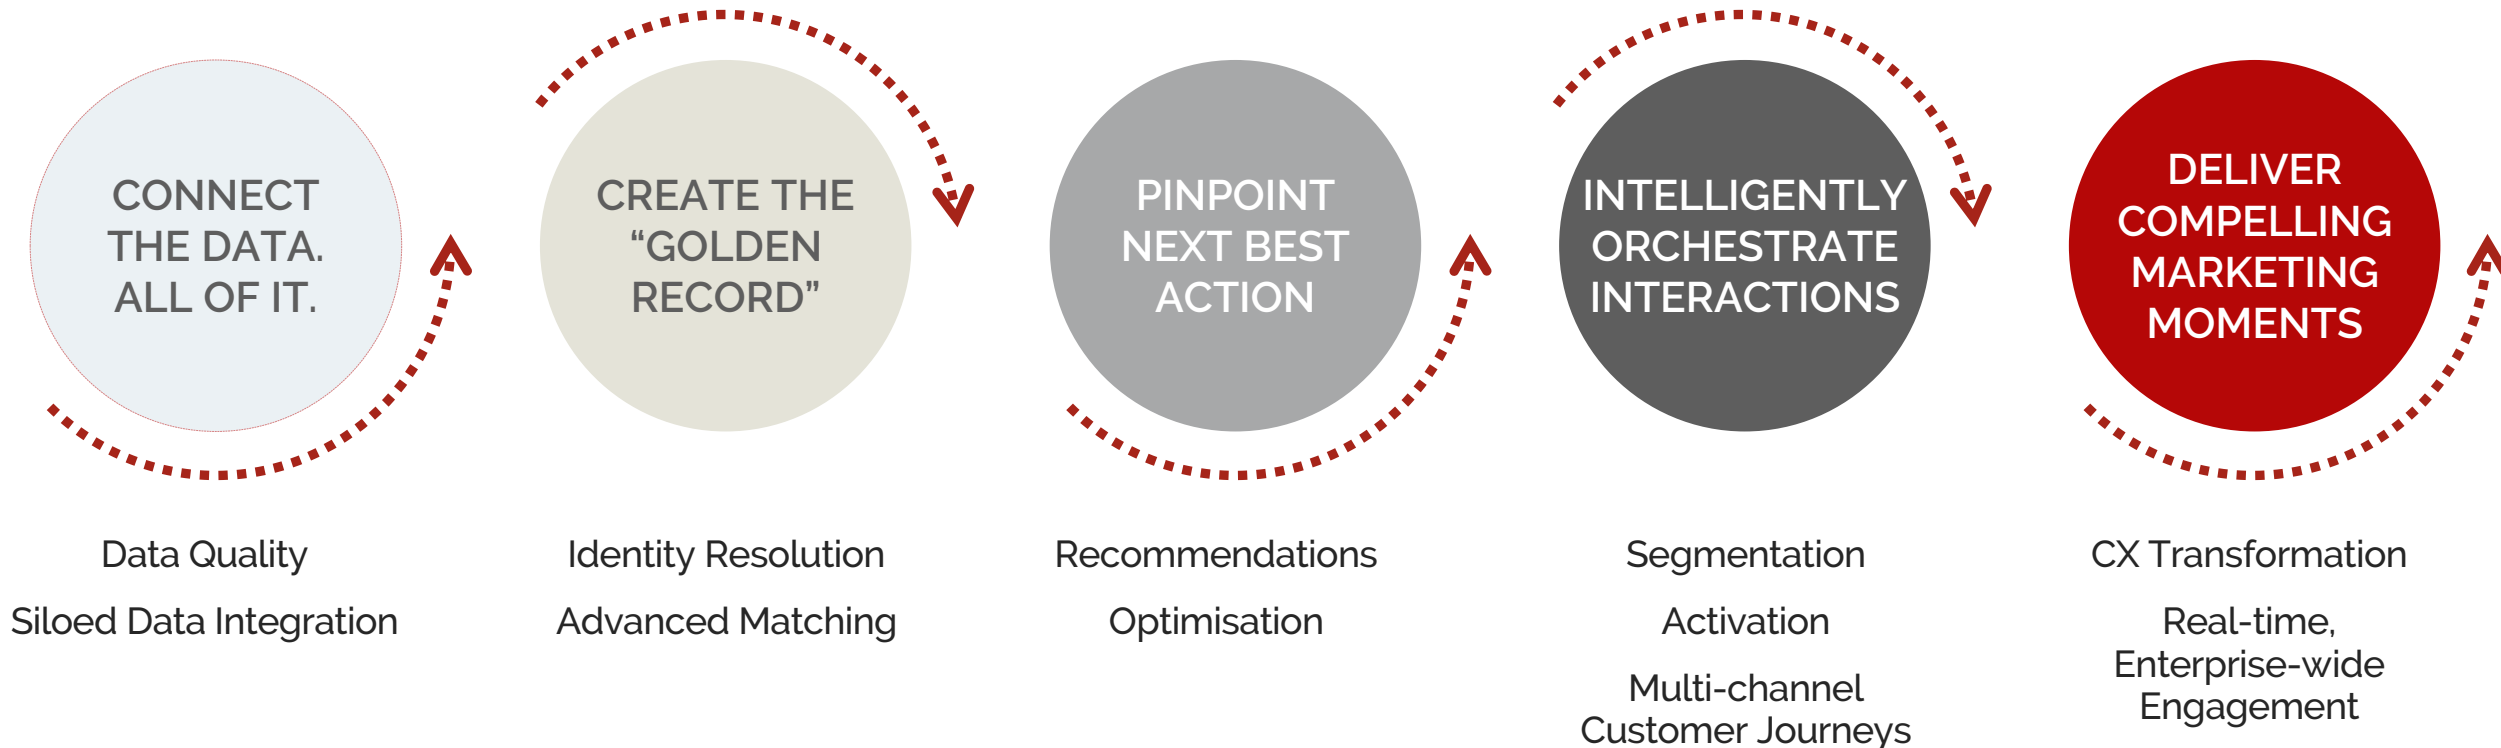 CONNECT
THE DATA.
ALL OF IT.
CREATE THE
“GOLDEN
RECORD”
PINPOINT
NEXT BEST
ACTION
INTELLIGENTLY
ORCHESTRATE
INTERACTIONS
DELIVER
COMPELLING
MARKETING
MOMENTS
Data Quality
Siloed Data Integration
Identity Resolution
Advanced Matching
Recommendations
Optimisation
Segmentation
Activation
Multi-channel
Customer Journeys
CX Transformation
Real-time,
Enterprise-wide
Engagement